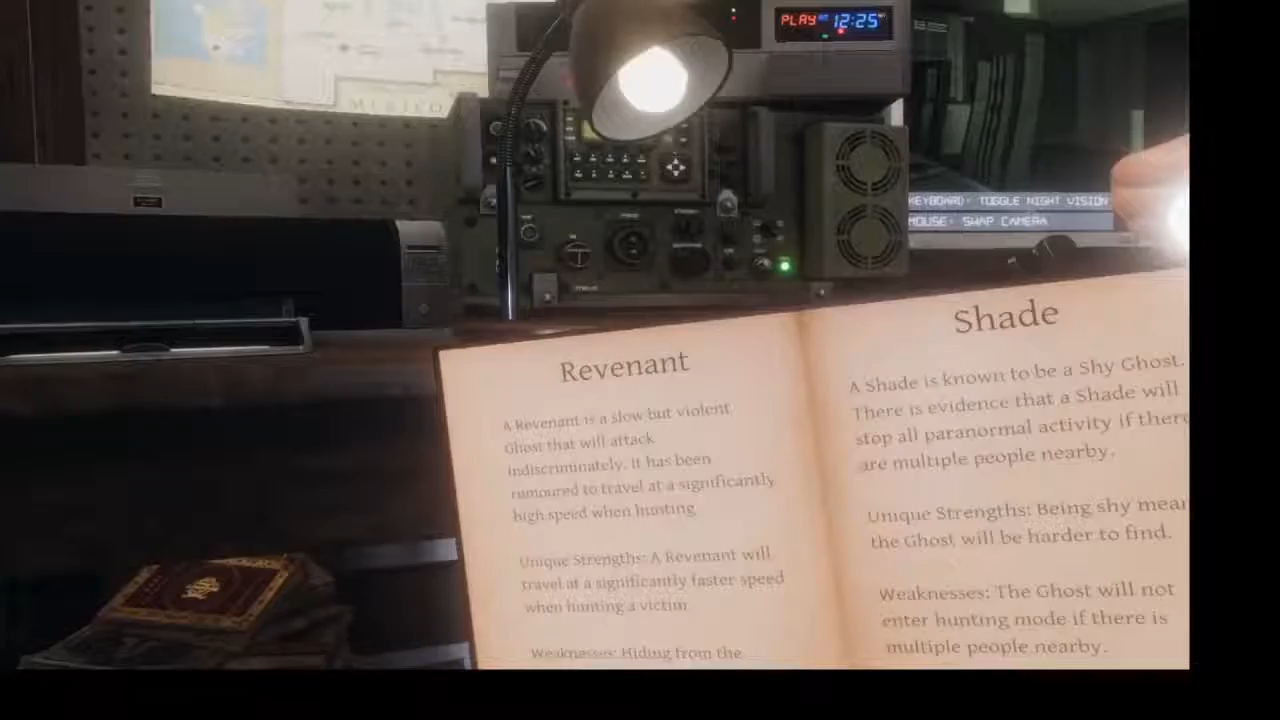 MEXICO
PLAY 12:25
KEYBOARD: TOGGLE NIGHT VISION
MOUSE: SWAP CAMERA
Revenant
A Revenant is a slow but violent
Ghost that will attack
indiscriminately. It has been
rumoured to travel at a significantly
high speed when hunting.
Unique Strengths: A Revenant will
travel at a significantly faster speed
when hunting a victim
Weaknesses: Hiding from the
Shade
A Shade is known to be a Shy Ghost.
There is evidence that a Shade will
stop all paranormal activity if there
are multiple people nearby.
Unique Strengths: Being shy mean
the Ghost will be harder to find.
Weaknesses: The Ghost will not
enter hunting mode if there is
multiple people nearby.